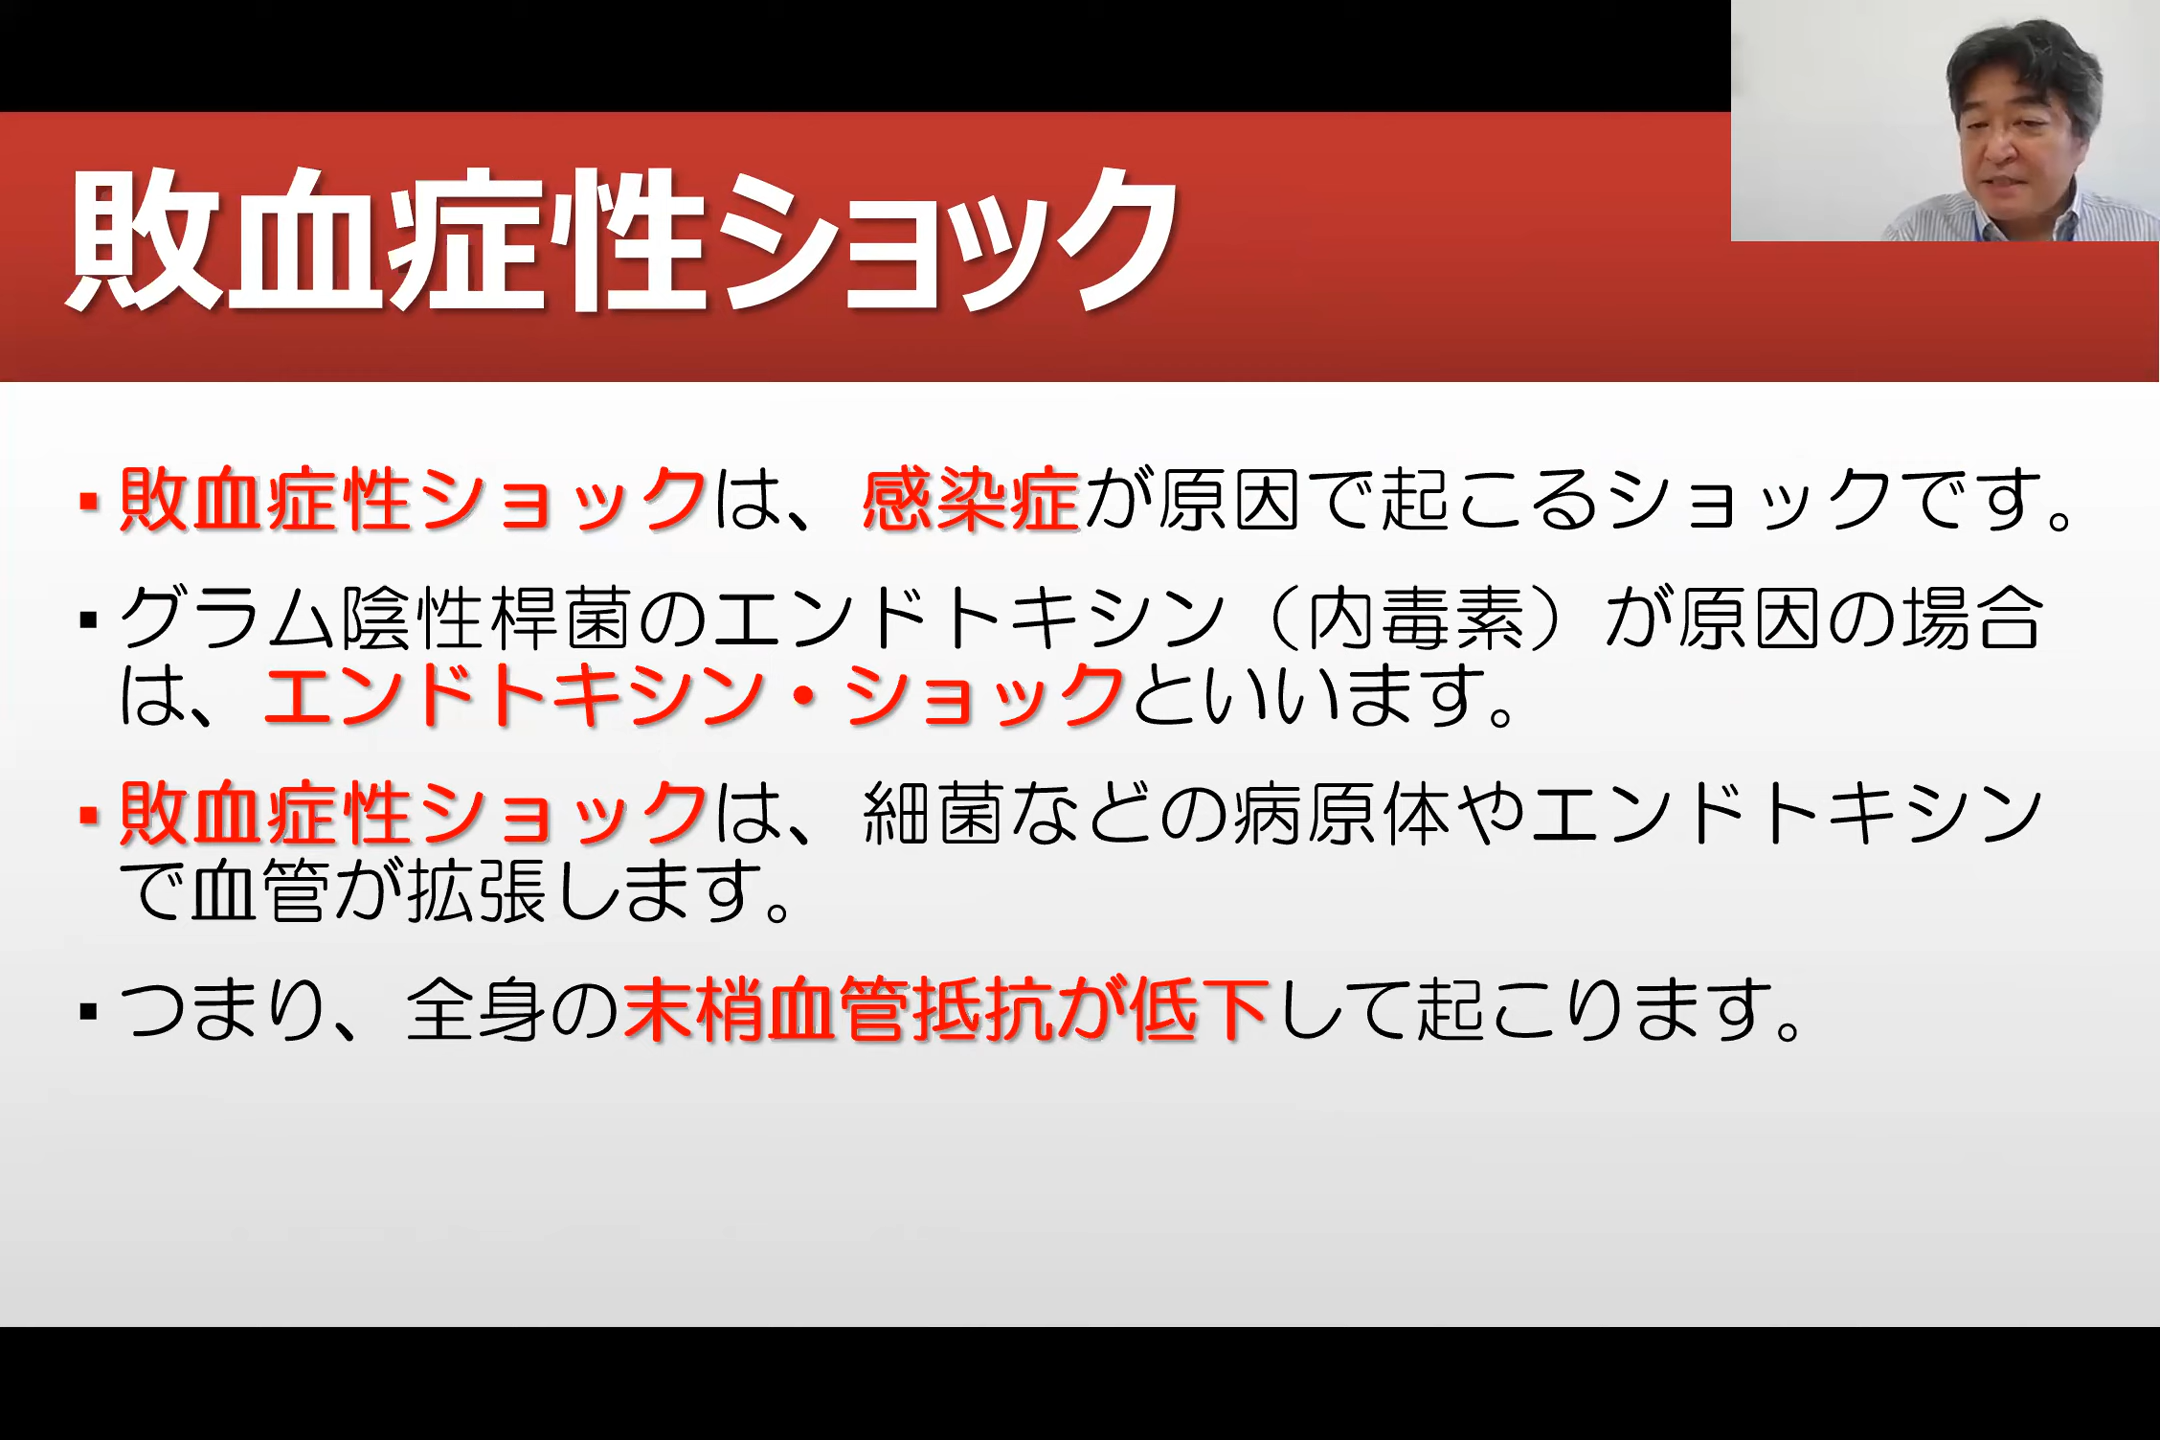 敗血症性ショック
▪敗血症性ショックは、感染症が原因で起こるショックです。
▪グラム陰性桿菌のエンドトキシン（内毒素）が原因の場合
は、エンドトキシン・ショックといいます。
▪敗血症性ショックは、細菌などの病原体やエンドトキシン
で血管が拡張します。
▪つまり、全身の末梢血管抵抗が低下して起こります。